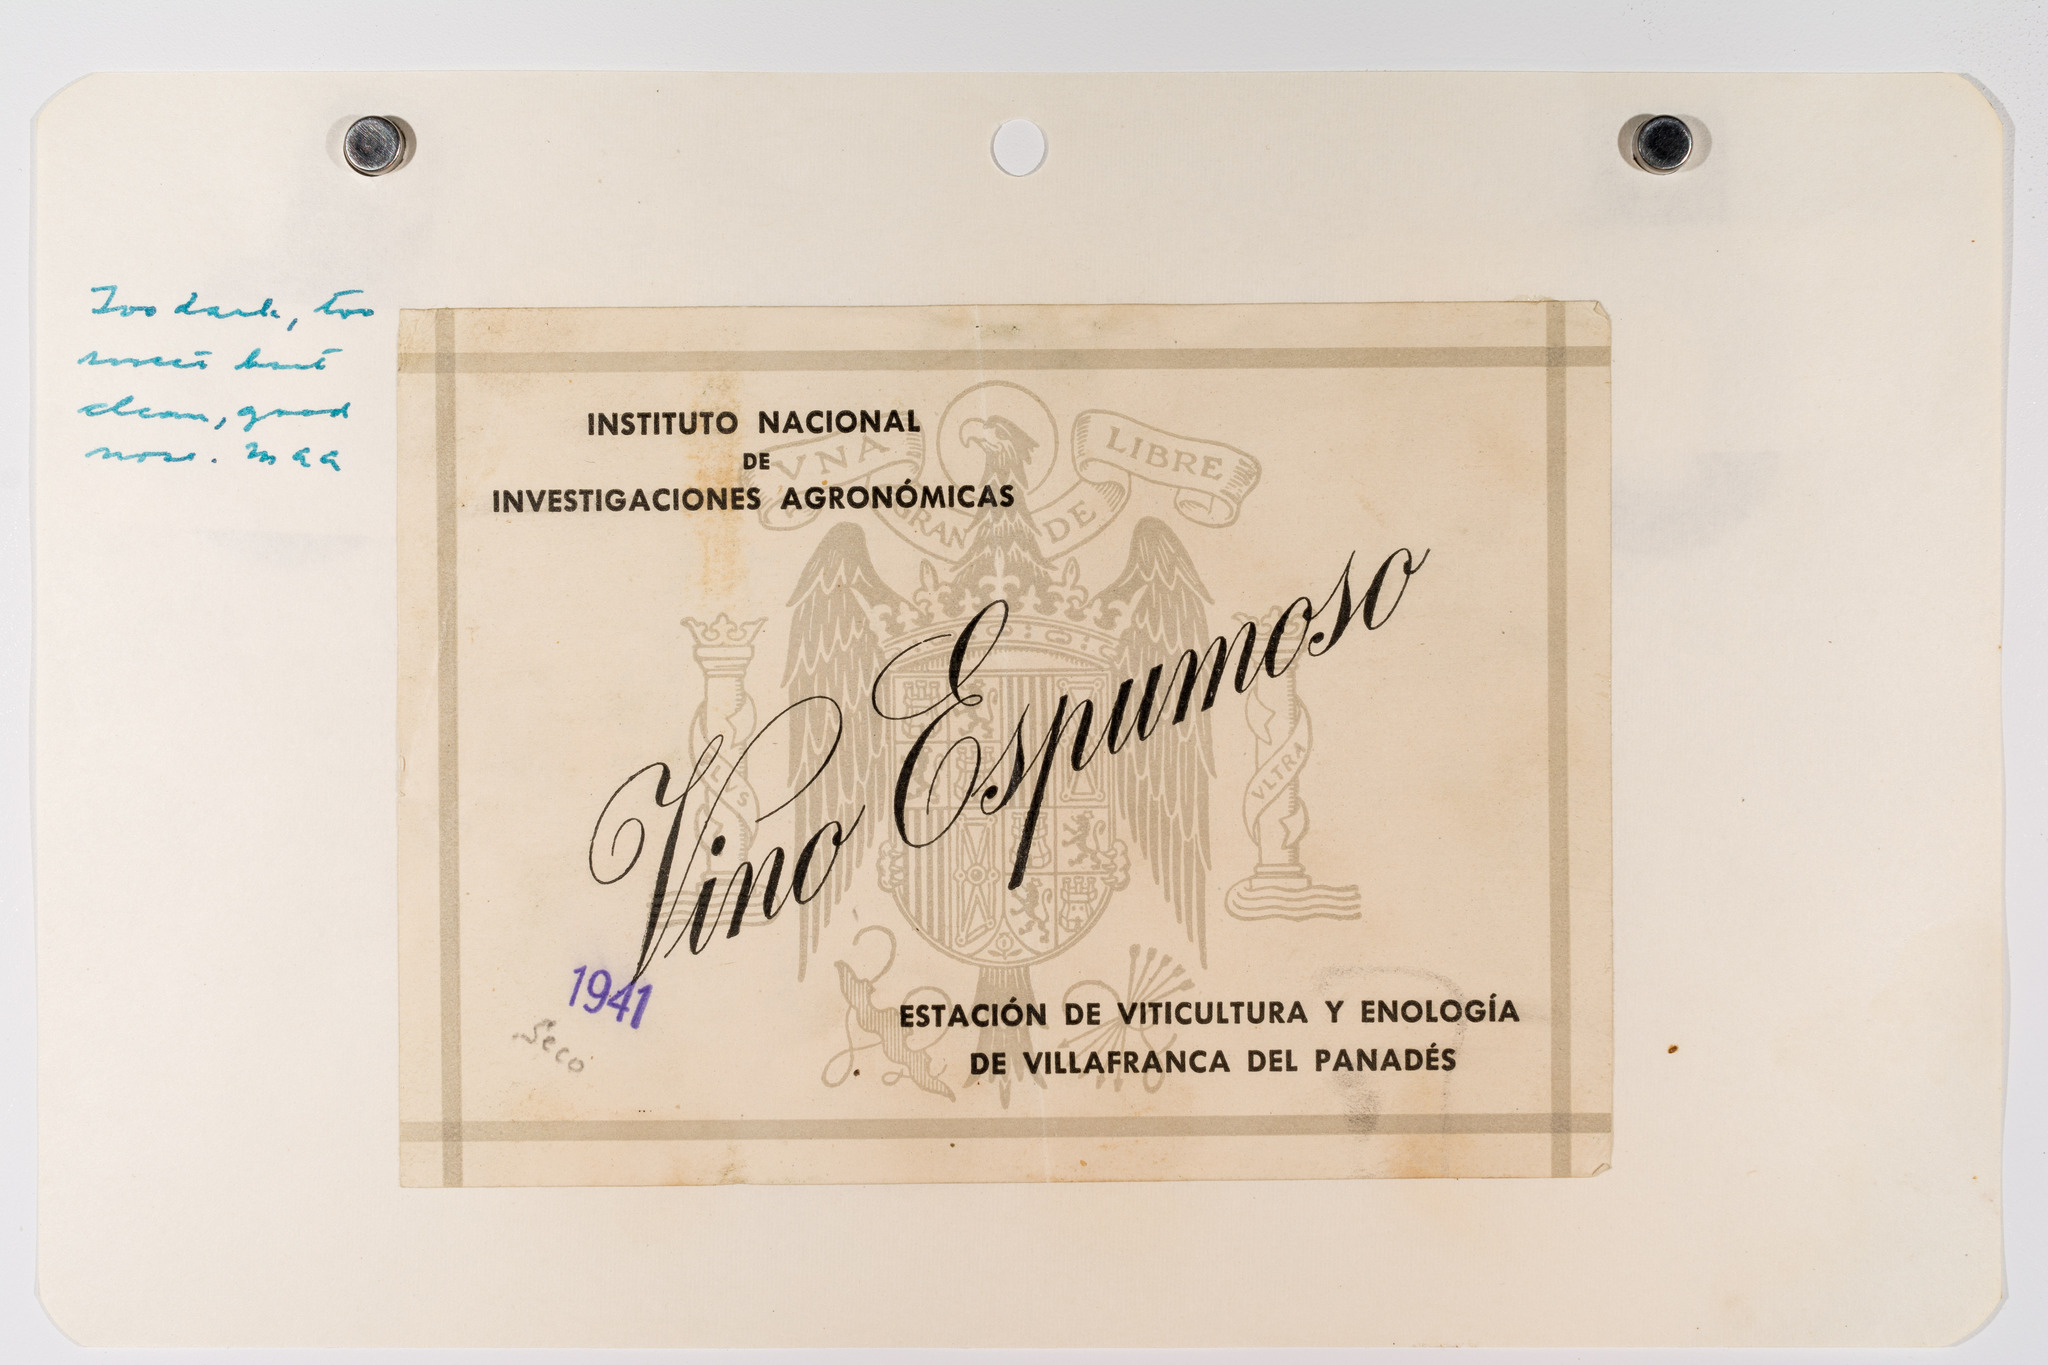 Too dark, too
sweet but
clean, good
nose. MAA
INSTITUTO NACIONAL
DE
INVESTIGACIONES AGRONÓMICAS
VNA
GRANDE
LIBRE
Vino Espumoso
PLVS
VLTRA
1941
Seco
ESTACIÓN DE VITICULTURA Y ENOLOGÍA
DE VILLAFRANCA DEL PANADÉS